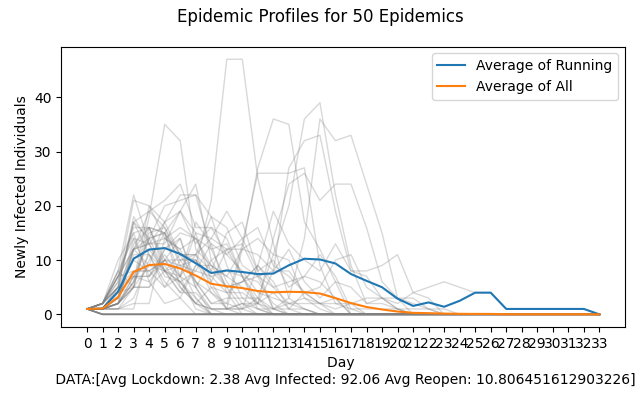 Epidemic Profiles for 50 Epidemics
Average of Running
Average of All
Newly Infected Individuals
40
30
20
10
0
0 1 2 3 4 5 6 7 8 9 10 11 12 13 14 15 16 17 18 19 20 21 22 23 24 25 26 27 28 29 30 31 32 33
Day
DATA:[Avg Lockdown: 2.38 Avg Infected: 92.06 Avg Reopen: 10.806451612903226]